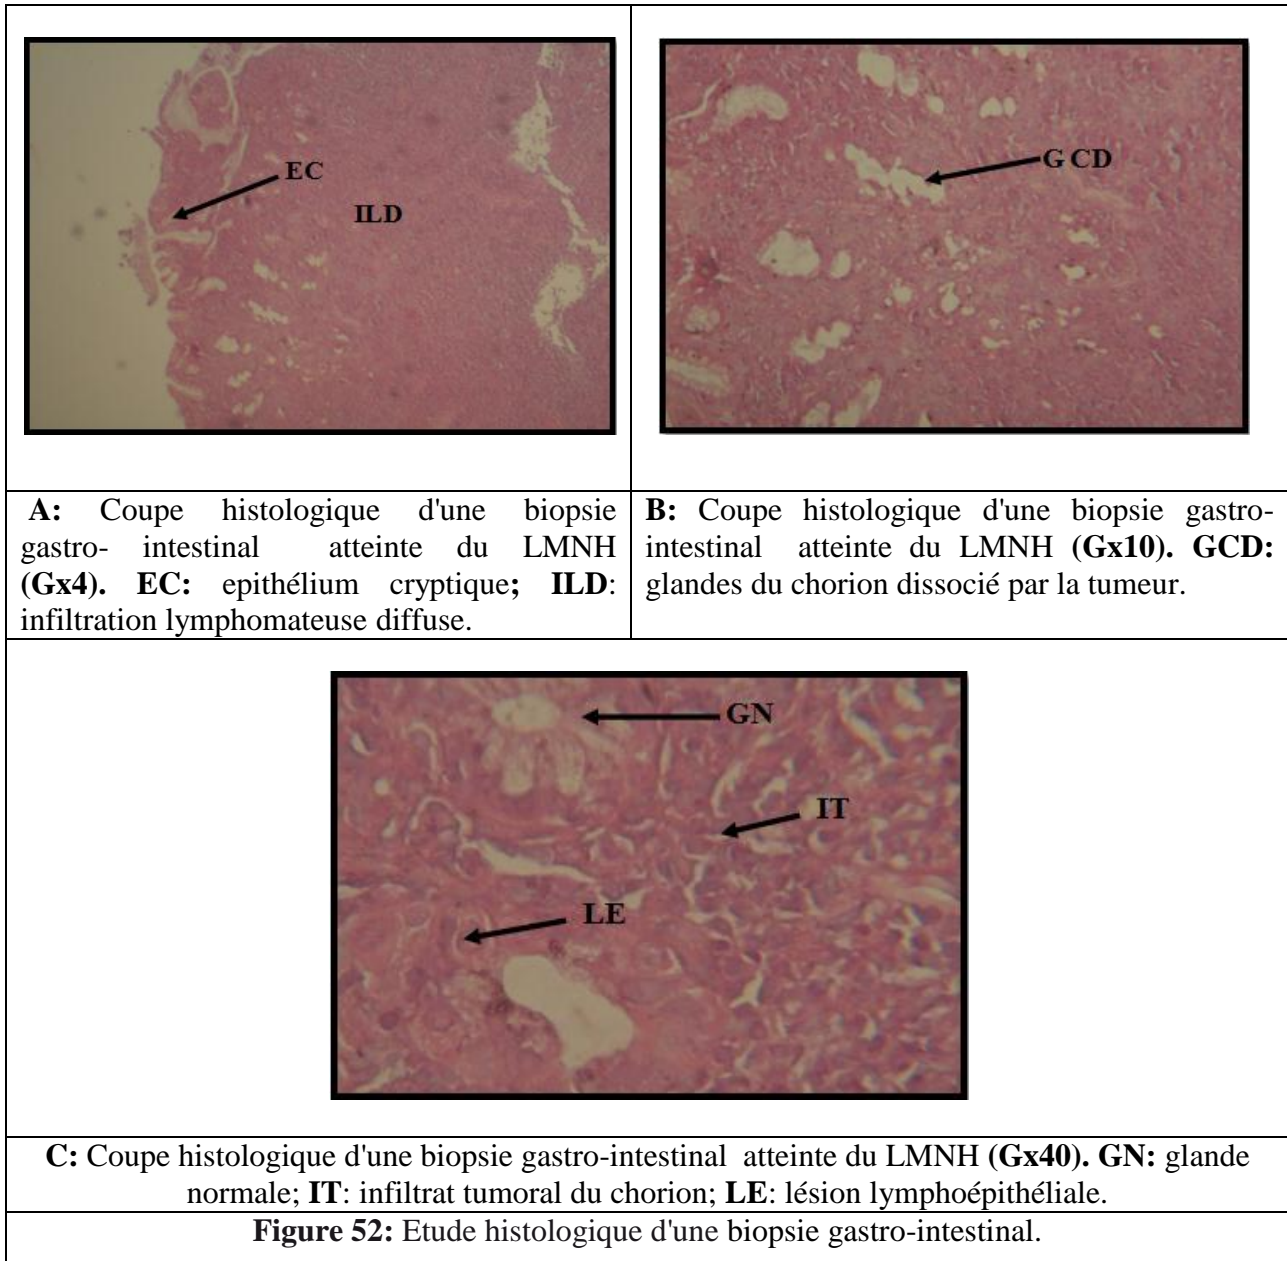 EC
ILD
G CD
A: Coupe histologique d'une biopsie
gastro- intestinal atteinte du LMNH
(Gx4). EC: epithélium cryptique; ILD:
infiltration lymphomateuse diffuse.
B: Coupe histologique d'une biopsie gastro-
intestinal atteinte du LMNH (Gx10). GCD:
glandes du chorion dissocié par la tumeur.
GN
IT
LE
C: Coupe histologique d'une biopsie gastro-intestinal atteinte du LMNH (Gx40). GN: glande
normale; IT: infiltrat tumoral du chorion; LE: lésion lymphoépithéliale.
Figure 52: Etude histologique d'une biopsie gastro-intestinal.